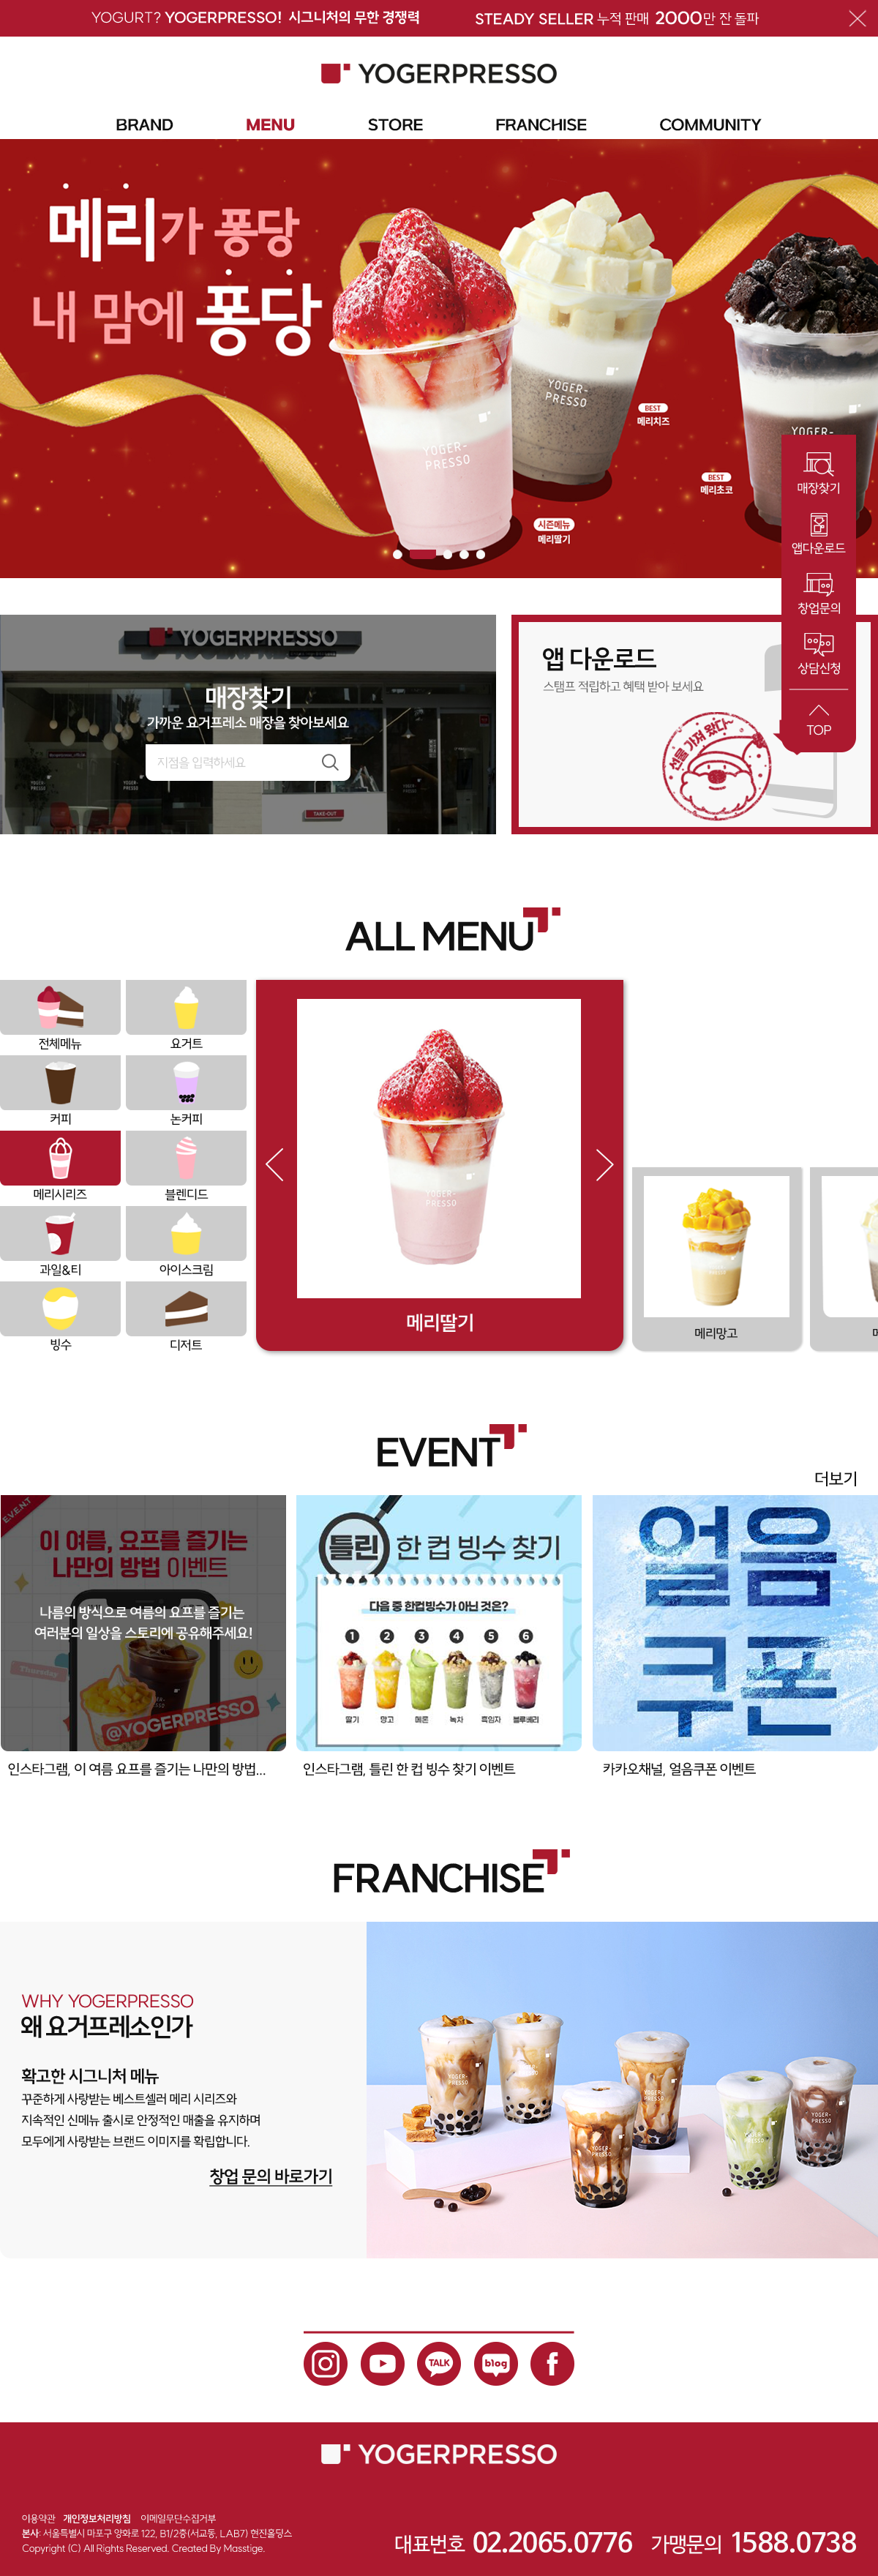 YOGURT? YOGERPRESSO! 시그니처의 무한 경쟁력
STEADY SELLER 누적 판매 2000만 잔 돌파
YOGERPRESSO
BRAND
MENU
STORE
FRANCHISE
COMMUNITY
메리가 퐁당
내 맘에 퐁당
YOGER-
PRESSO
YOGER-
PRESSO
YOGER-
BEST
메리치즈
BEST
메리초코
시즌메뉴
메리딸기
매장찾기
앱다운로드
창업문의
상담신청
TOP
YOGERPRESSO
매장찾기
가까운 요거프레소 매장을 찾아보세요
지점을 입력하세요
TAKE-OUT
앱 다운로드
스탬프 적립하고 혜택 받아 보세요
선물 가져 왔다~
ALL MENU
전체메뉴
요거트
커피
논커피
메리시리즈
블렌디드
과일&티
아이스크림
빙수
디저트
YOGER-
PRESSO
메리딸기
메리망고
EVENT
더보기
E.V.E.N.T
이 여름, 요프를 즐기는
나만의 방법 이벤트
나름의 방식으로 여름의 요프를 즐기는
여러분의 일상을 스토리에 공유해주세요!
Thursday
@YOGERPRESSO
인스타그램, 이 여름 요프를 즐기는 나만의 방법...
틀린 한 컵 빙수 찾기
다음 중 한컵빙수가 아닌 것은?
1 2 3 4 5 6
딸기 망고 메론 녹차 흑임자 블루베리
인스타그램, 틀린 한 컵 빙수 찾기 이벤트
얼음
쿠폰
카카오채널, 얼음쿠폰 이벤트
FRANCHISE
WHY YOGERPRESSO
왜 요거프레소인가
확고한 시그니처 메뉴
꾸준하게 사랑받는 베스트셀러 메리 시리즈와
지속적인 신메뉴 출시로 안정적인 매출을 유지하며
모두에게 사랑받는 브랜드 이미지를 확립합니다.
창업 문의 바로가기
YOGER-
PRESSO
YOGER-
PRESSO
YOGER-
PRESSO
YOGER-
PRESSO
YOGER-
PRESSO
TALK
blog
YOGERPRESSO
이용약관 개인정보처리방침 이메일무단수집거부
본사: 서울특별시 마포구 양화로 122, B1/2층(서교동, LAB7) 현진홀딩스
Copyright (C) All Rights Reserved. Created By Masstige.
대표번호 02.2065.0776 가맹문의 1588.0738